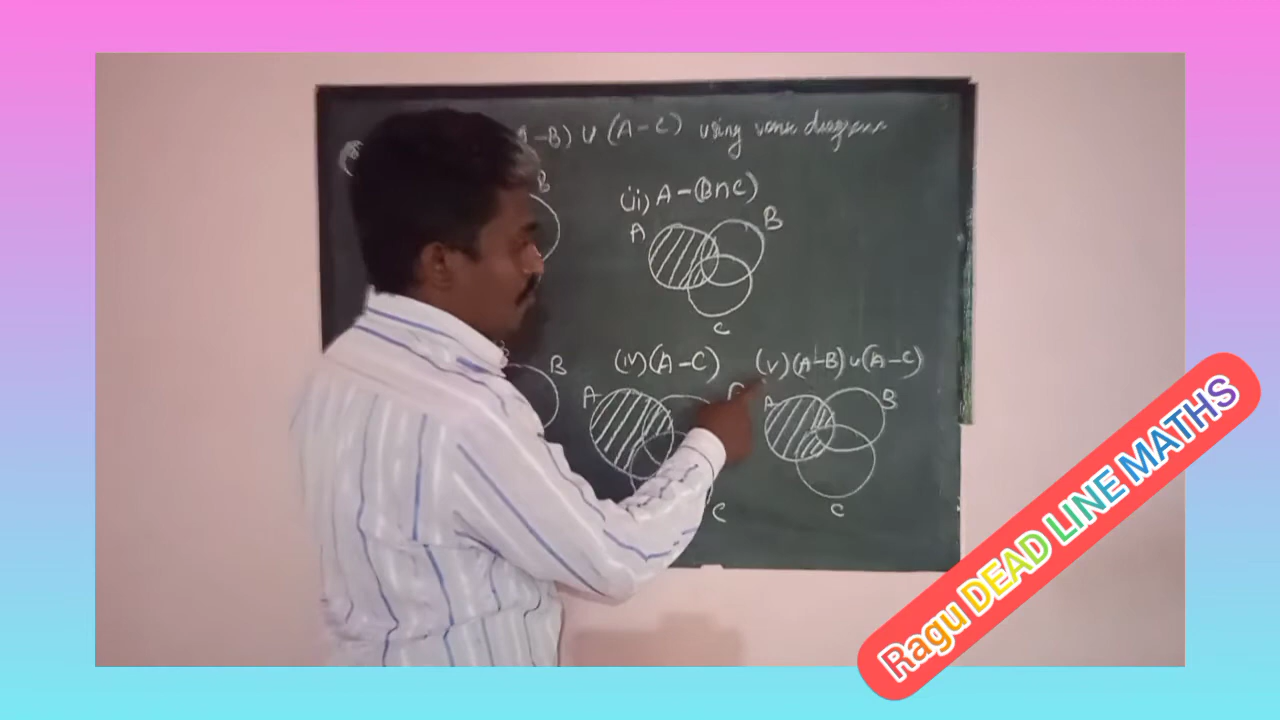 -B) ∪ (A-C) using venn diagram
B
(ii) A-(B∩C)
A
B
C
B
(iv) (A-C)
(v) (A-B) ∪ (A-C)
A
A
B
C
C
Ragu DEAD LINE MATHS